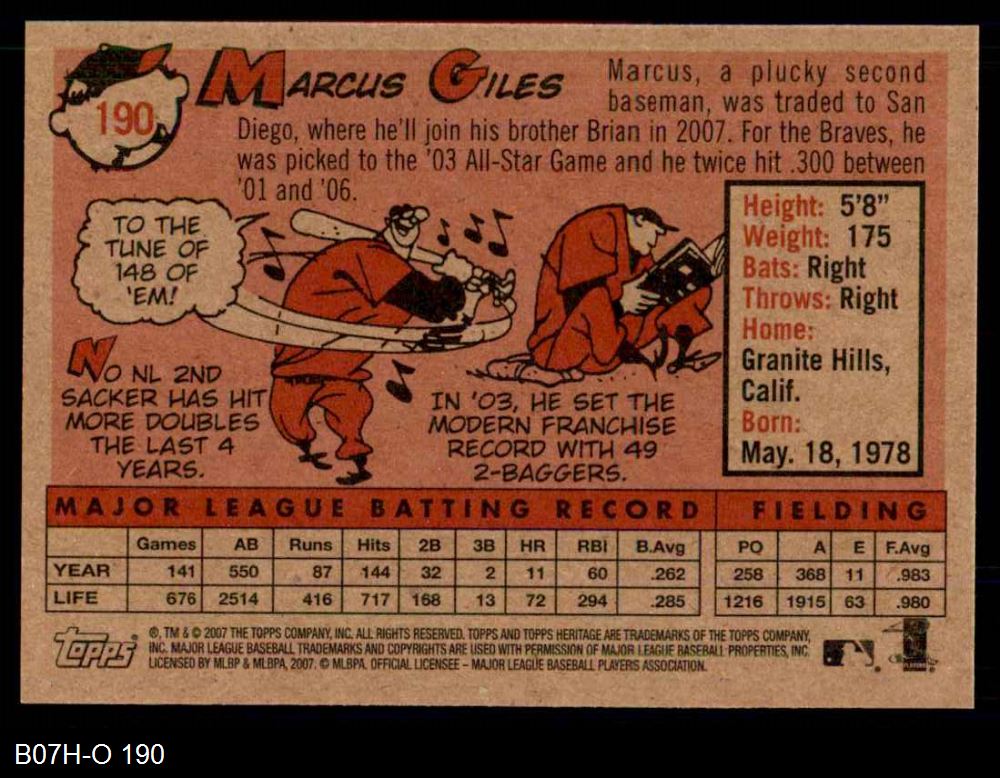 190
MARCUS GILES
Marcus, a plucky second
baseman, was traded to San
Diego, where he'll join his brother Brian in 2007. For the Braves, he
was picked to the '03 All-Star Game and he twice hit .300 between
'01 and '06.
TO THE
TUNE OF
148 OF
'EM!
NO NL 2ND
SACKER HAS HIT
MORE DOUBLES
THE LAST 4
YEARS.
IN '03, HE SET THE
MODERN FRANCHISE
RECORD WITH 49
2-BAGGERS.
Height: 5'8”
Weight: 175
Bats: Right
Throws: Right
Home:
Granite Hills,
Calif.
Born:
May. 18, 1978
MAJOR LEAGUE BATTING RECORD FIELDING
Games AB Runs Hits 2B 3B HR RBI B.Avg PO A E F.Avg
YEAR 141 550 87 144 32 2 11 60 .262 258 368 11 .983
LIFE 676 2514 416 717 168 13 72 294 .285 1216 1915 63 .980
TOPPS
®, TM & © 2007 THE TOPPS COMPANY, INC. ALL RIGHTS RESERVED. TOPPS AND TOPPS HERITAGE ARE TRADEMARKS OF THE TOPPS COMPANY,
INC. MAJOR LEAGUE BASEBALL TRADEMARKS AND COPYRIGHTS ARE USED WITH PERMISSION OF MAJOR LEAGUE BASEBALL PROPERTIES, INC.
LICENSED BY MLBP & MLBPA, 2007. © MLBPA. OFFICIAL LICENSEE – MAJOR LEAGUE BASEBALL PLAYERS ASSOCIATION.
B07H-O 190